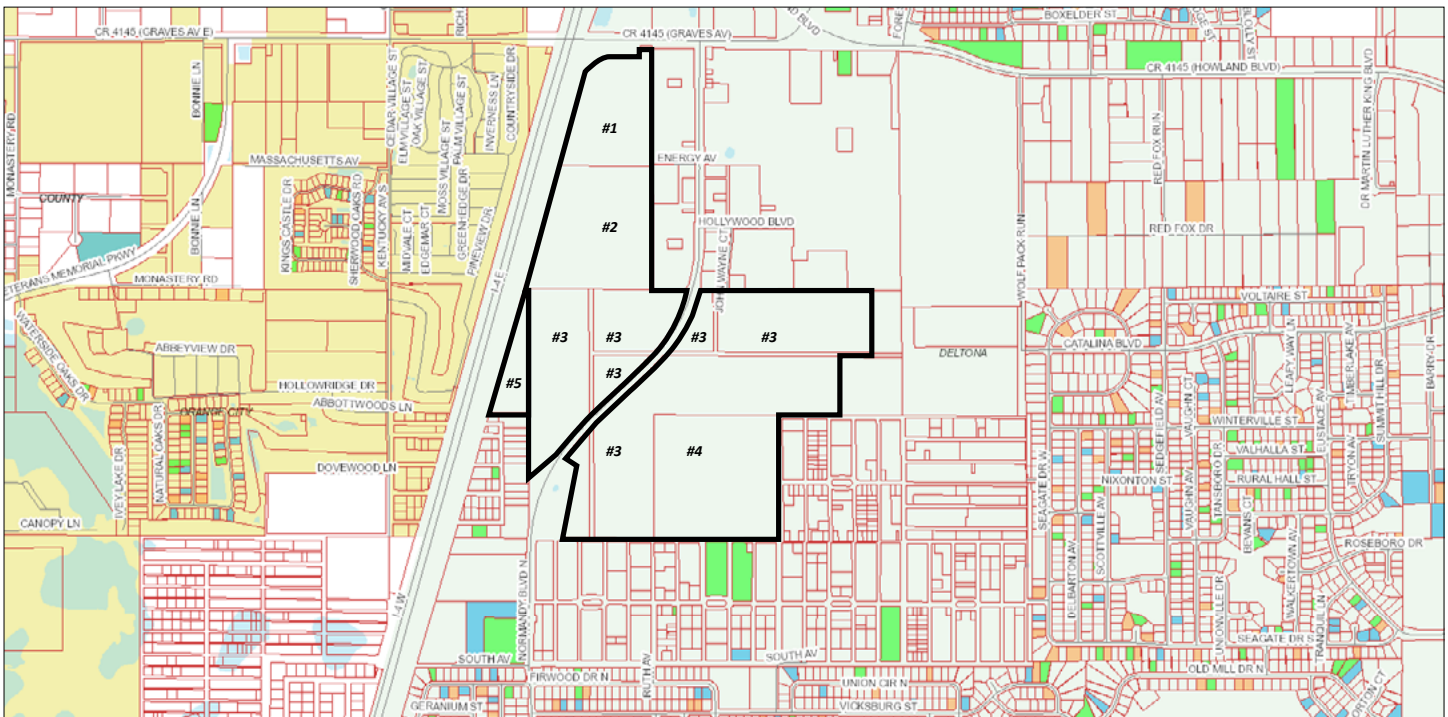 BOXELDER ST
CR 4145 (GRAVES AV E)
CR 4145 (GRAVES AV)
CR 4145 (HOWLAND BLVD)
BONNIE LN
CEDAR VILLAGE ST
ELM VILLAGE ST
OAK VILLAGE ST
MOSS VILLAGE ST
PALM VILLAGE ST
GREENHEDGE DR
INVERNESS LN
COUNTRYSIDE DR
MONASTERY RD
#1
MASSACHUSETTS AV
ENERGY AV
RED FOX RUN
DR MARTIN LUTHER KING BLVD
COUNTY
KINGS CASTLE DR
SHERWOOD OAKS RD
KENTUCKY AV S
MIDVALE CT
EDGEMAR CT
PINEVIEW DR
#2
HOLLYWOOD BLVD
RED FOX DR
BONNIE LN
MONASTERY RD
I-4 E
JOHN WAYNE CT
WOLF PACK RUN
VOLTAIRE ST
WATERSIDE OAKS DR
ABBEYVIEW DR
#3
#3
#3
#3
CATALINA BLVD
DELTONA
LEAFY WAY LN
TIMBERLAKE AV
SUMMIT HILL DR
BARRY DR
#3
#5
HOLLOWRIDGE DR
ABBOTTWOODS LN
ORANGE CITY
SEDGEFIELD AV
VAUGHN CT
EUSTACE AV
WINTERVILLE ST
#3
#4
VALHALLA ST
TRYON AV
IVEY LAKE DR
NATURAL OAKS DR
DOVEWOOD LN
SEAGATE DR W
NIXONTON ST
VAUGHN AV
TANSBORO DR
RURAL HALL ST
CANOPY LN
SCOTTVILLE AV
BEVANS CT
ROSEBORO DR
I-4 W
NORMANDY BLVD N
DELBARTON AV
UNIONVILLE DR
WALKERTOWN AV
TRANQUIL LN
SEAGATE DR S
SOUTH AV
SOUTH AV
OLD MILL DR N
FIRWOOD DR N
RUTH AV
UNION CIR N
GERANIUM ST
VICKSBURG ST